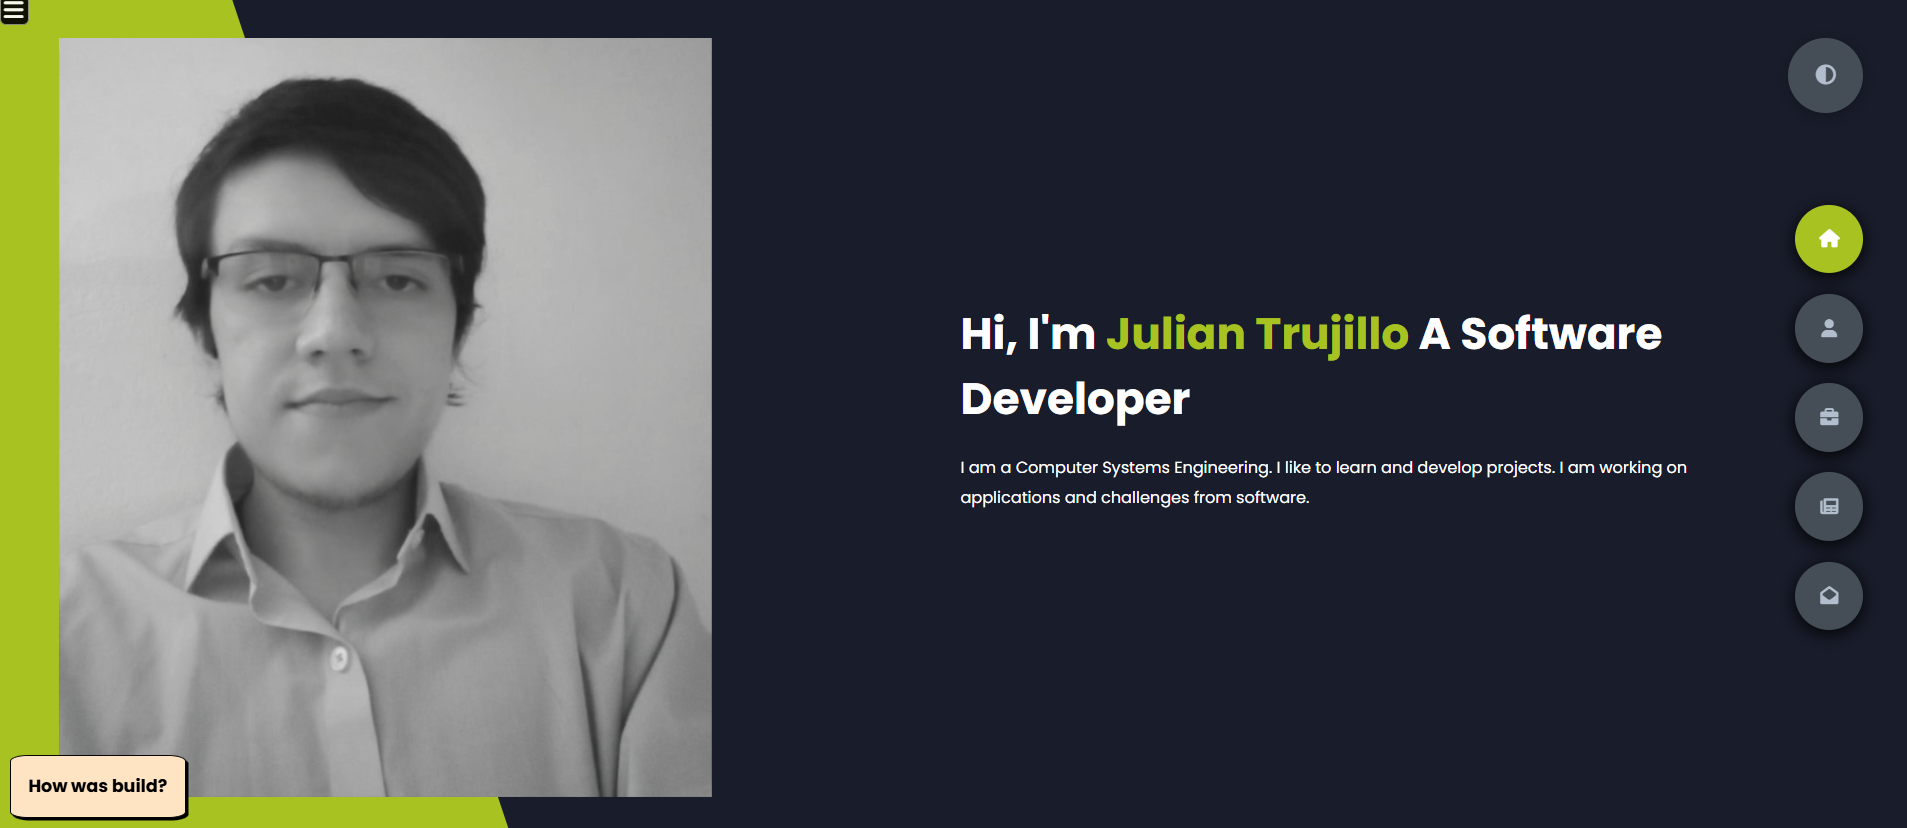 Hi, I'm Julian Trujillo A Software
Developer
I am a Computer Systems Engineering. I like to learn and develop projects. I am working on
applications and challenges from software.
How was build?